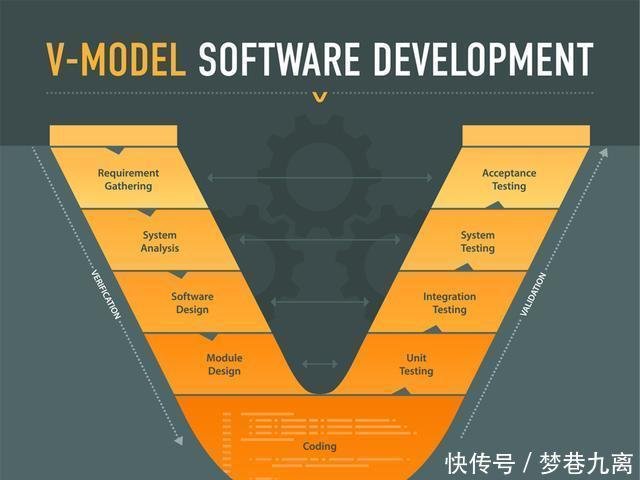 V-MODEL SOFTWARE DEVELOPMENT
Requirement
Gathering
Acceptance
Testing
System
Analysis
System
Testing
Software
Design
Integration
Testing
Module
Design
Unit
Testing
VERIFICATION
VALIDATION
Coding
快传号 / 梦巷九离